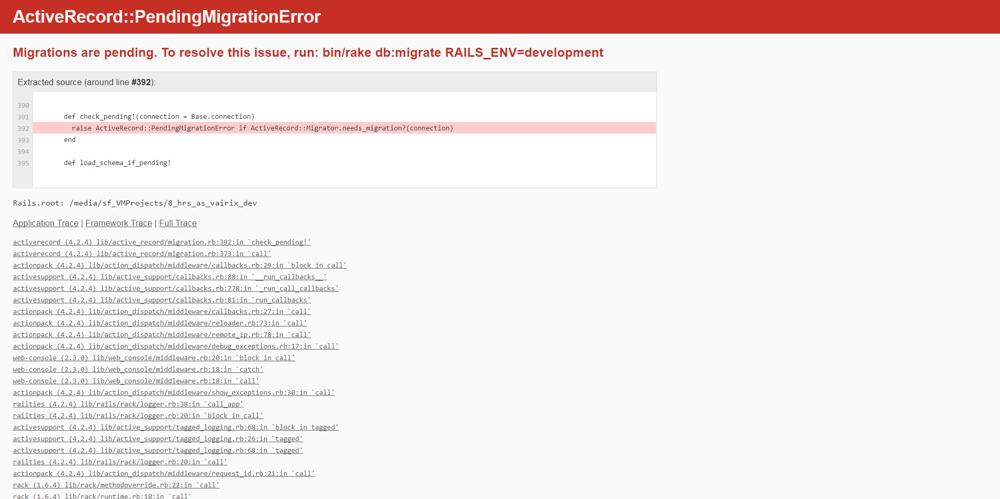 ActiveRecord::PendingMigrationError
Migrations are pending. To resolve this issue, run: bin/rake db:migrate RAILS_ENV=development
Extracted source (around line #392):
390
391 def check_pending!(connection = Base.connection)
392 raise ActiveRecord::PendingMigrationError if ActiveRecord::Migrator.needs_migration?(connection)
393 end
394
395 def load_schema_if_pending!
Rails.root: /media/sf_VMProjects/8_hrs_as_vairix_dev
Application Trace | Framework Trace | Full Trace
activerecord (4.2.4) lib/active_record/migration.rb:392:in `check_pending!'
activerecord (4.2.4) lib/active_record/migration.rb:373:in `call'
actionpack (4.2.4) lib/action_dispatch/middleware/callbacks.rb:29:in `block in call'
activesupport (4.2.4) lib/active_support/callbacks.rb:88:in `__run_callbacks__'
activesupport (4.2.4) lib/active_support/callbacks.rb:778:in `_run_call_callbacks'
activesupport (4.2.4) lib/active_support/callbacks.rb:81:in `run_callbacks'
actionpack (4.2.4) lib/action_dispatch/middleware/callbacks.rb:27:in `call'
actionpack (4.2.4) lib/action_dispatch/middleware/reloader.rb:73:in `call'
actionpack (4.2.4) lib/action_dispatch/middleware/remote_ip.rb:78:in `call'
actionpack (4.2.4) lib/action_dispatch/middleware/debug_exceptions.rb:17:in `call'
web-console (2.3.0) lib/web_console/middleware.rb:20:in `block in call'
web-console (2.3.0) lib/web_console/middleware.rb:18:in `catch'
web-console (2.3.0) lib/web_console/middleware.rb:18:in `call'
actionpack (4.2.4) lib/action_dispatch/middleware/show_exceptions.rb:30:in `call'
railties (4.2.4) lib/rails/rack/logger.rb:38:in `call_app'
railties (4.2.4) lib/rails/rack/logger.rb:20:in `block in call'
activesupport (4.2.4) lib/active_support/tagged_logging.rb:68:in `block in tagged'
activesupport (4.2.4) lib/active_support/tagged_logging.rb:26:in `tagged'
activesupport (4.2.4) lib/active_support/tagged_logging.rb:68:in `tagged'
railties (4.2.4) lib/rails/rack/logger.rb:20:in `call'
actionpack (4.2.4) lib/action_dispatch/middleware/request_id.rb:21:in `call'
rack (1.6.4) lib/rack/methodoverride.rb:22:in `call'
rack (1.6.4) lib/rack/runtime.rb:18:in `call'